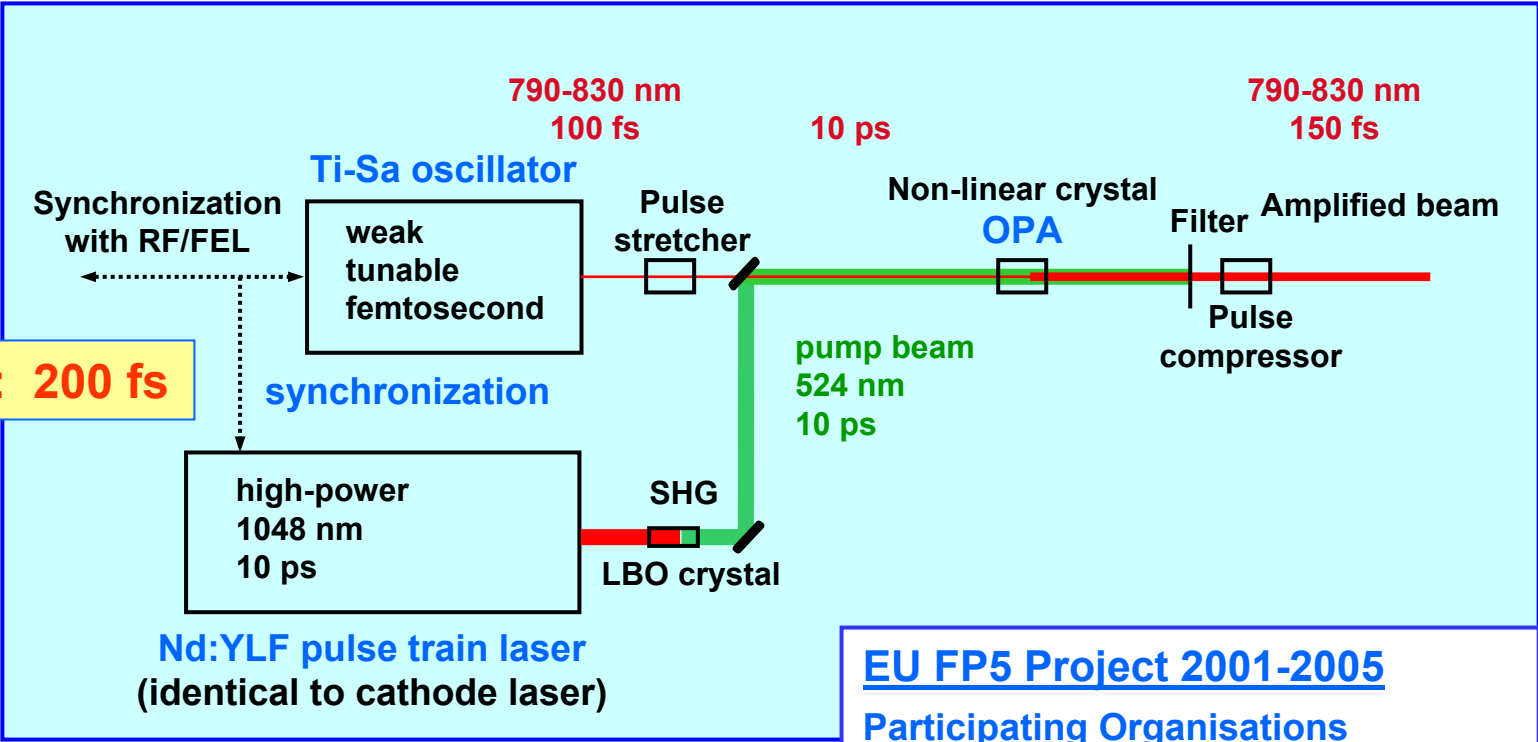 790-830 nm
100 fs
10 ps
790-830 nm
150 fs
Ti-Sa oscillator
Synchronization
with RF/FEL
weak
tunable
femtosecond
Pulse
stretcher
Non-linear crystal
OPA
Filter
Amplified beam
Pulse
compressor
: 200 fs
synchronization
pump beam
524 nm
10 ps
high-power
1048 nm
10 ps
SHG
LBO crystal
Nd:YLF pulse train laser
(identical to cathode laser)
EU FP5 Project 2001-2005
Participating Organisations